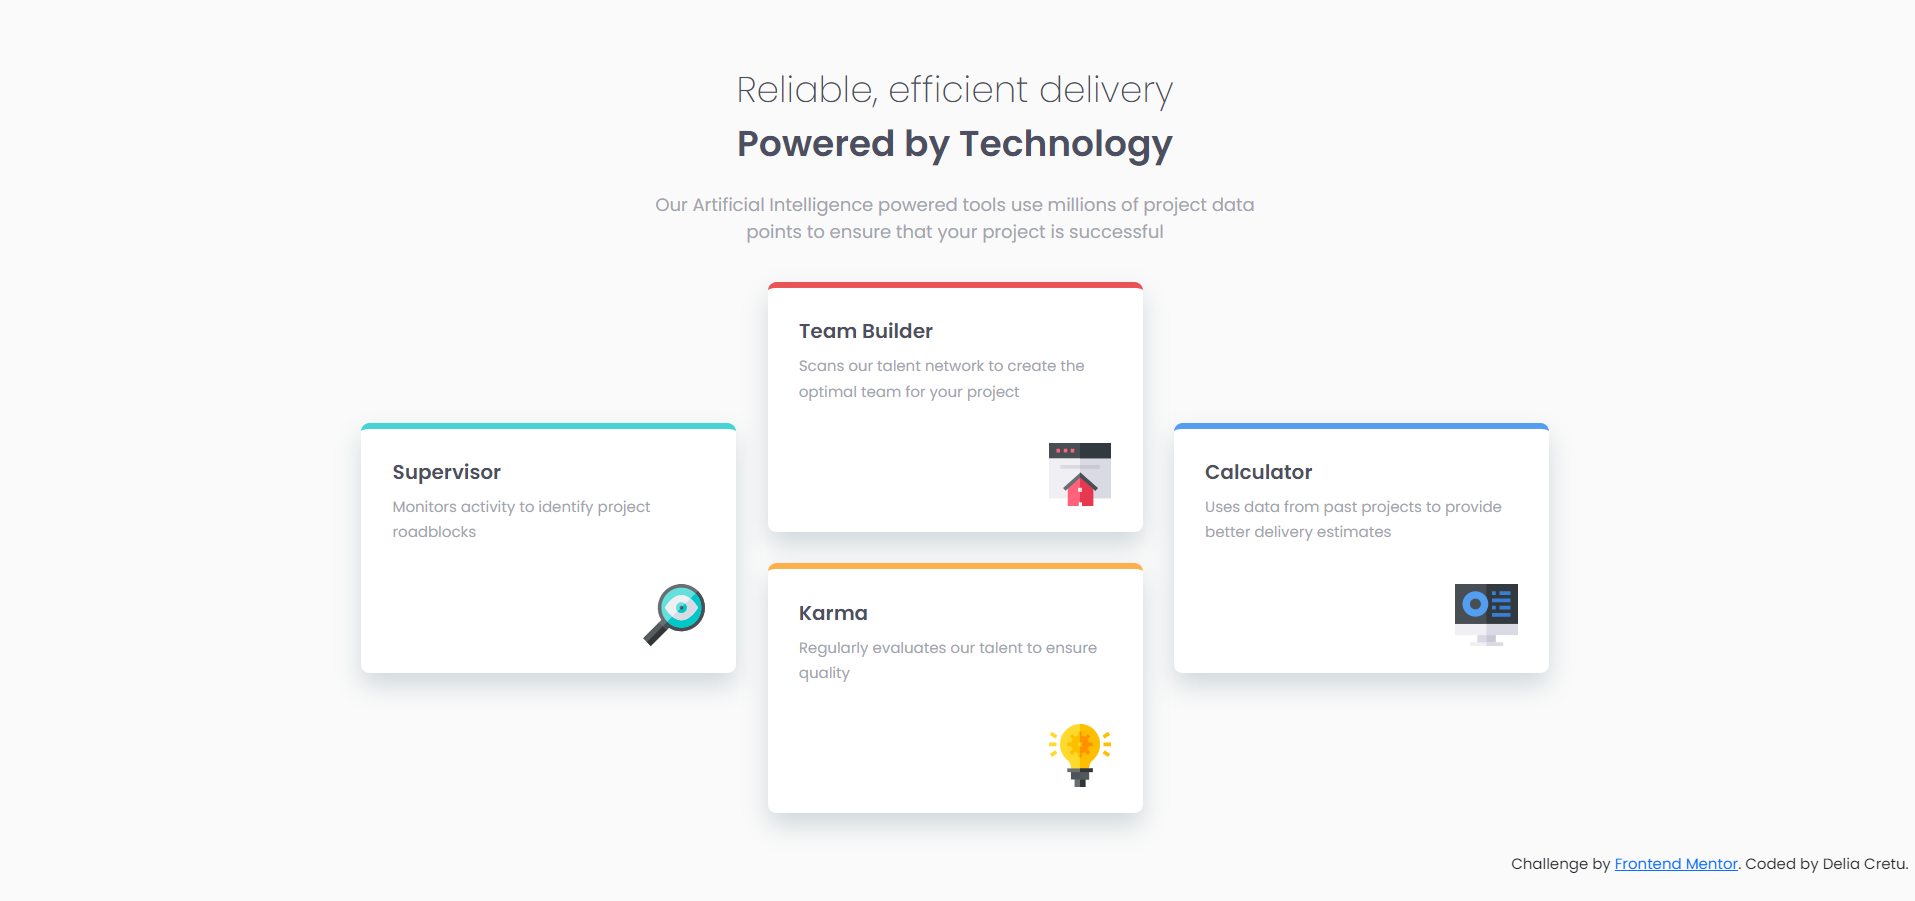 Reliable, efficient delivery
Powered by Technology
Our Artificial Intelligence powered tools use millions of project data
points to ensure that your project is successful
Team Builder
Scans our talent network to create the
optimal team for your project
Supervisor
Monitors activity to identify project
roadblocks
Calculator
Uses data from past projects to provide
better delivery estimates
Karma
Regularly evaluates our talent to ensure
quality
Challenge by Frontend Mentor. Coded by Delia Cretu.